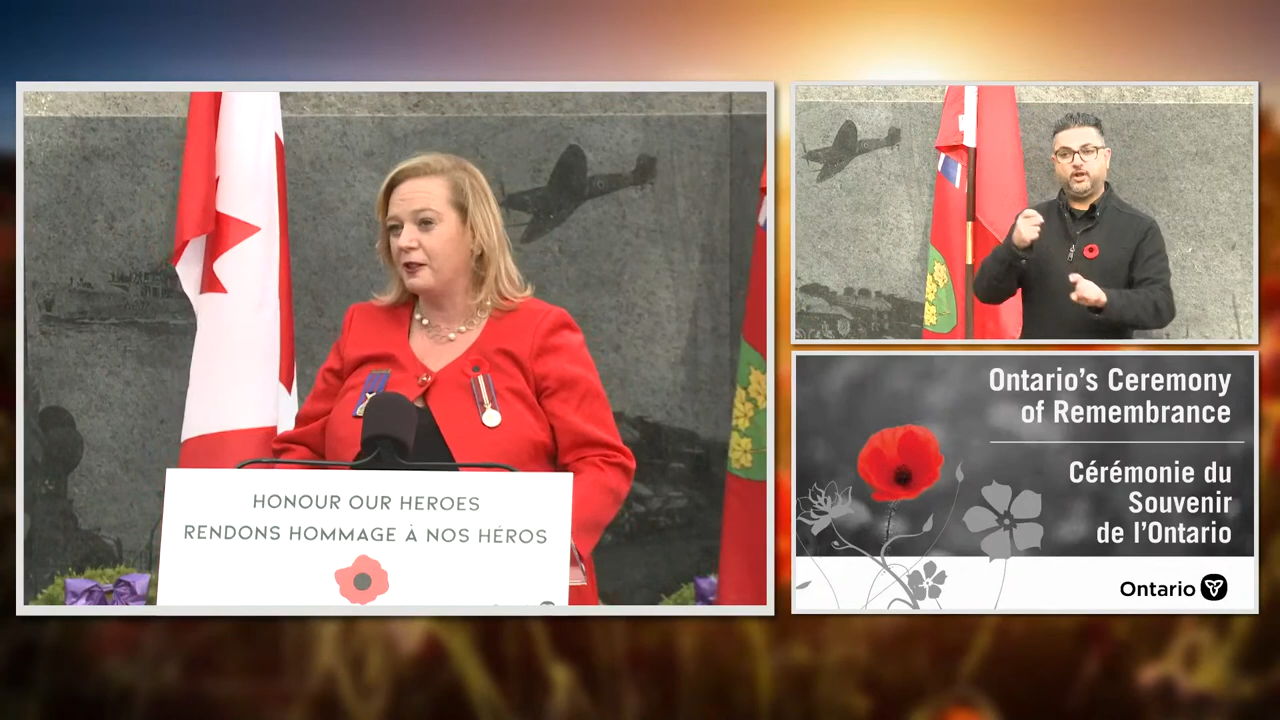 HONOUR OUR HEROES
RENDONS HOMMAGE À NOS HÉROS
Ontario's Ceremony
of Remembrance
Cérémonie du
Souvenir
de l'Ontario
Ontario